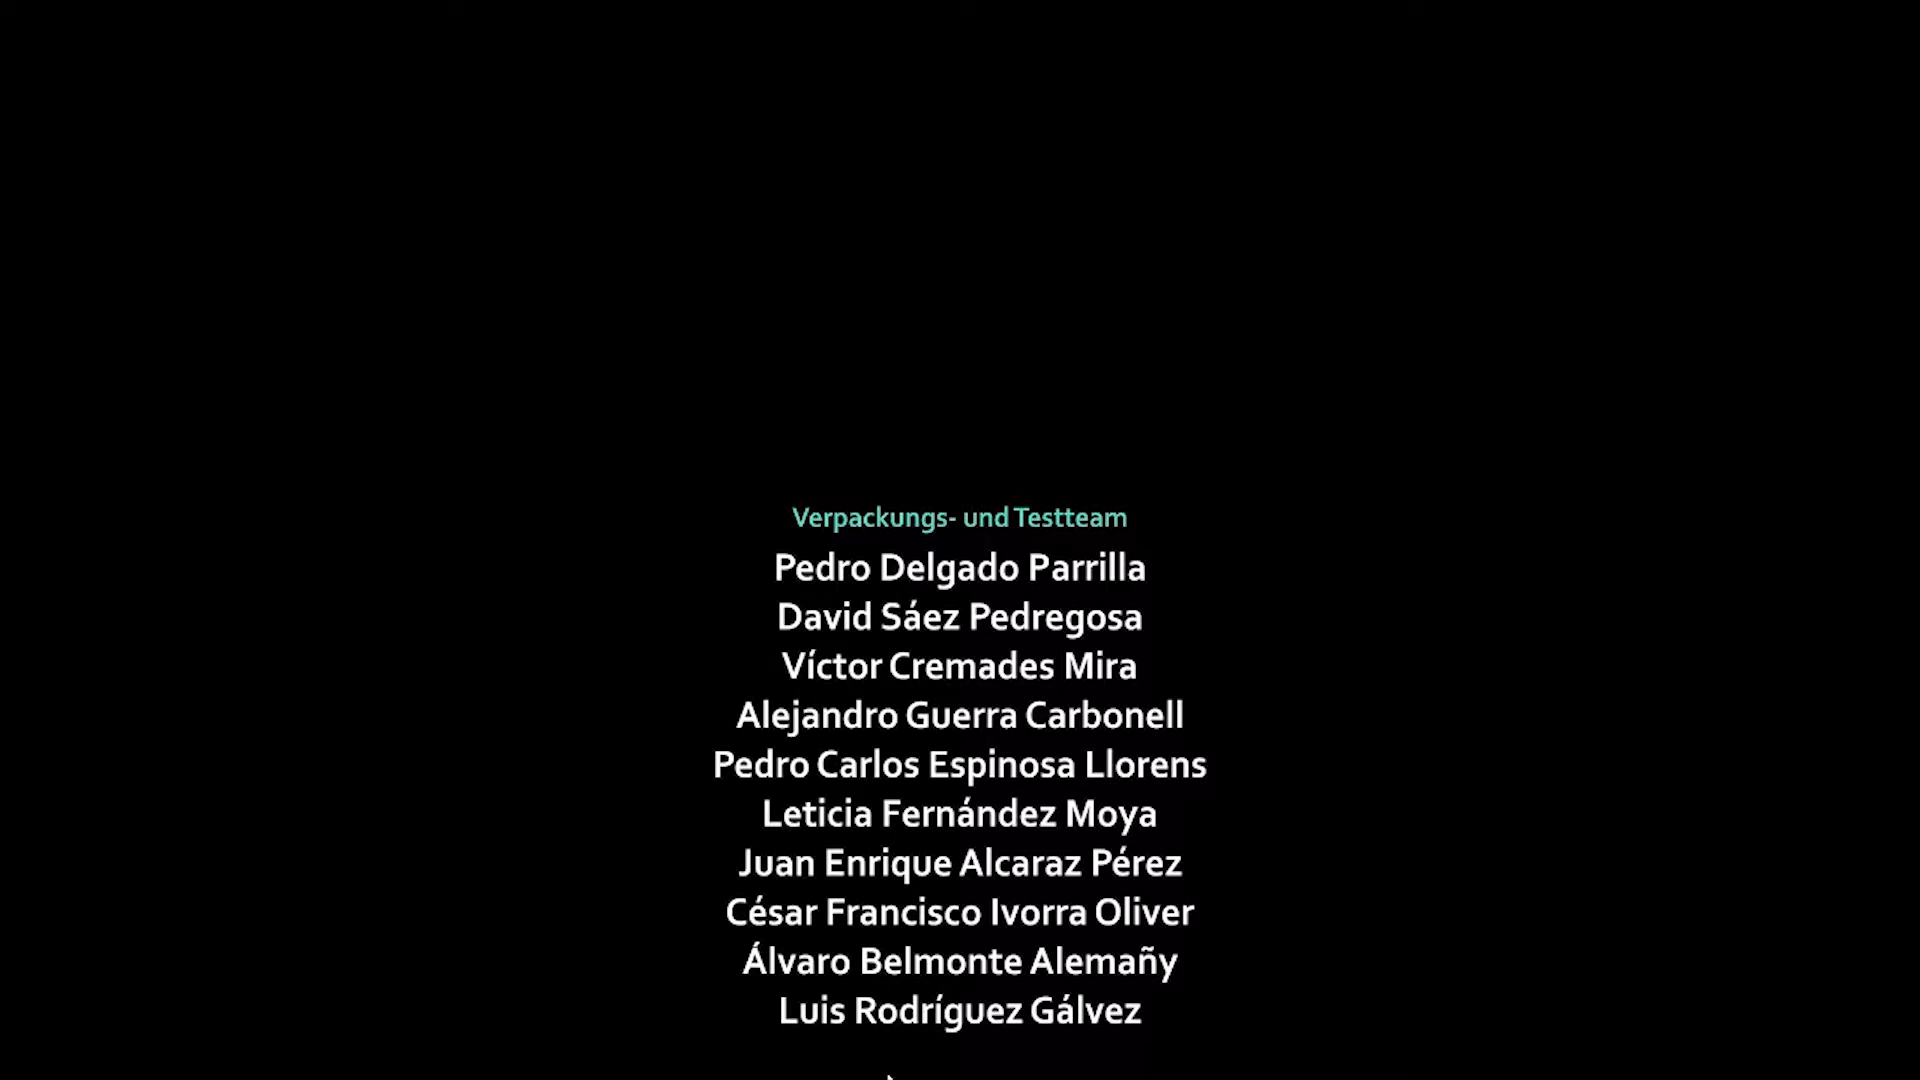 Verpackungs- und Testteam
Pedro Delgado Parrilla
David Sáez Pedregosa
Víctor Cremades Mira
Alejandro Guerra Carbonell
Pedro Carlos Espinosa Llorens
Leticia Fernández Moya
Juan Enrique Alcaraz Pérez
César Francisco Ivorra Oliver
Álvaro Belmonte Alemañy
Luis Rodríguez Gálvez